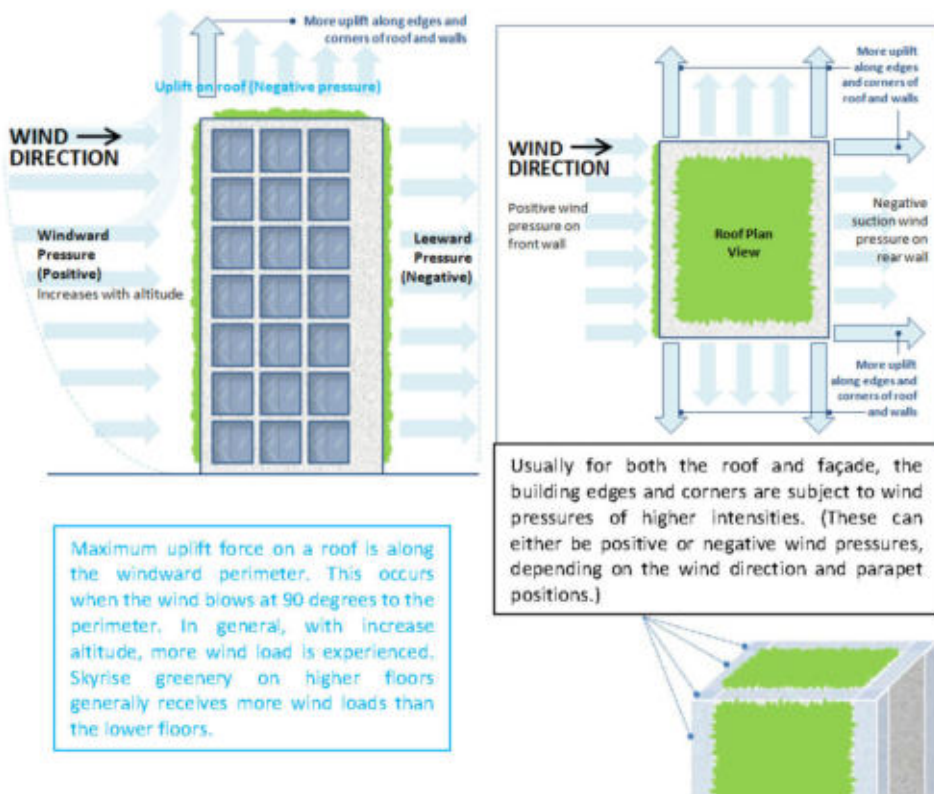 More uplift along edges and
corners of roof and walls
Uplift on roof (Negative pressure)
WIND →
DIRECTION
Windward
Pressure
(Positive)
Increases with altitude
Leeward
Pressure
(Negative)
More uplift
along edges
and corners of
roof and walls
WIND →
DIRECTION
Positive wind
pressure on
front wall
Roof Plan
View
Negative
suction wind
pressure on
rear wall
More uplift
along edges and
corners of roof
and walls
Usually for both the roof and façade, the
building edges and corners are subject to wind
pressures of higher intensities. (These can
either be positive or negative wind pressures,
depending on the wind direction and parapet
positions.)
Maximum uplift force on a roof is along
the windward perimeter. This occurs
when the wind blows at 90 degrees to the
perimeter. In general, with increase
altitude, more wind load is experienced.
Skyrise greenery on higher floors
generally receives more wind loads than
the lower floors.